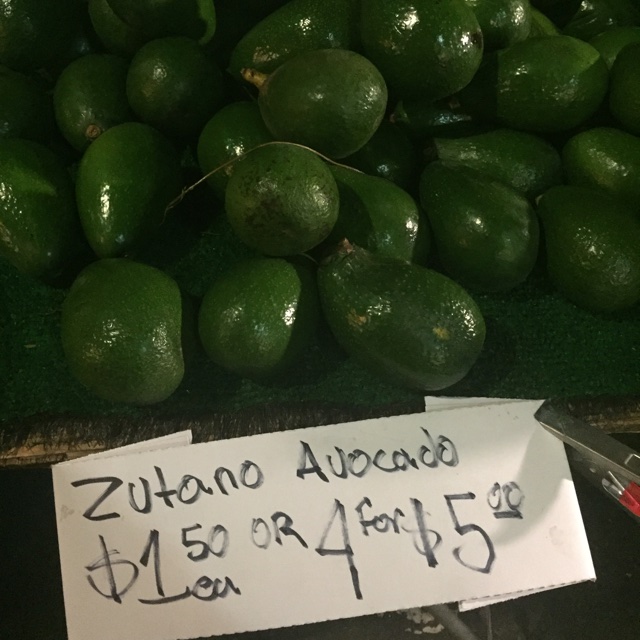 Zutano Avocado
$1.50 ea OR 4 For $5.00